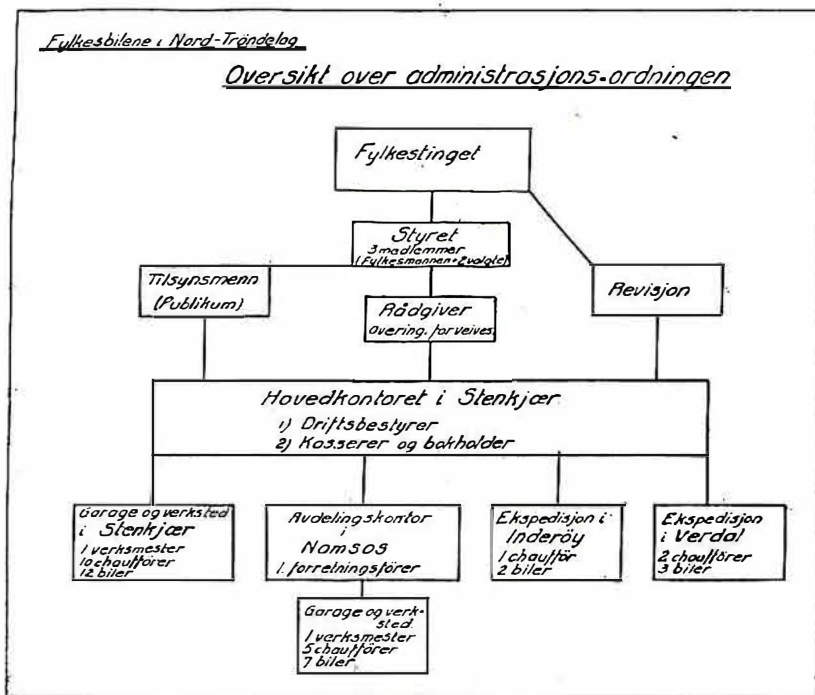 Fylkesbilene i Nord-Tröndelag
Oversikt over administrasjons-ordningen
Fylkestinget
Styret
3 medlemmer
(Fylkesmannen + 2 valgte)
Tilsynsmenn
(Publikum)
Rådgiver
Overing. for veives.
Revisjon
Hovedkontoret i Stenkjær
1) Driftsbestyrer
2) Kasserer og bokholder
Garage og verksted
i Stenkjær
1 verksmester
10 chaufförer
12 biler
Avdelingskontor
i
Namsos
1. forretningsförer
Ekspedisjon i
Inderöy
1 chaufför
2 biler
Ekspedisjon
i Verdal
2 chauffórer
3 biler
Garage og verk-
sted.
1 verksmester
5 chaufförer
7 biler